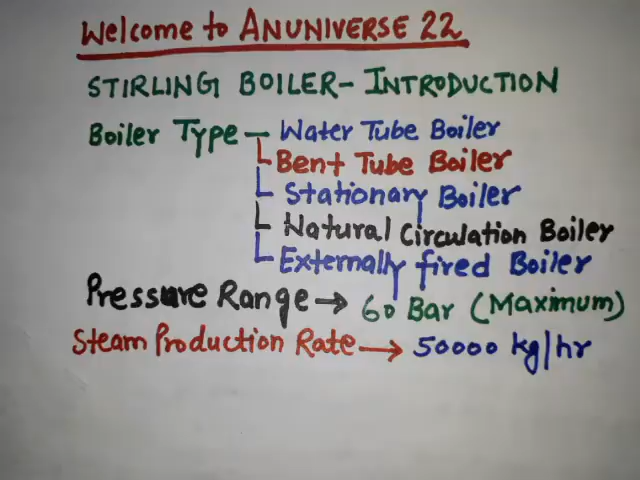 Welcome to ANUNIVERSE 22
STIRLING BOILER- INTRODUCTION
Boiler Type - Water Tube Boiler
Bent Tube Boiler
Stationary Boiler
Natural Circulation Boiler
Externally fired Boiler
Pressure Range → 60 Bar (Maximum)
Steam Production Rate → 50000 kg/hr